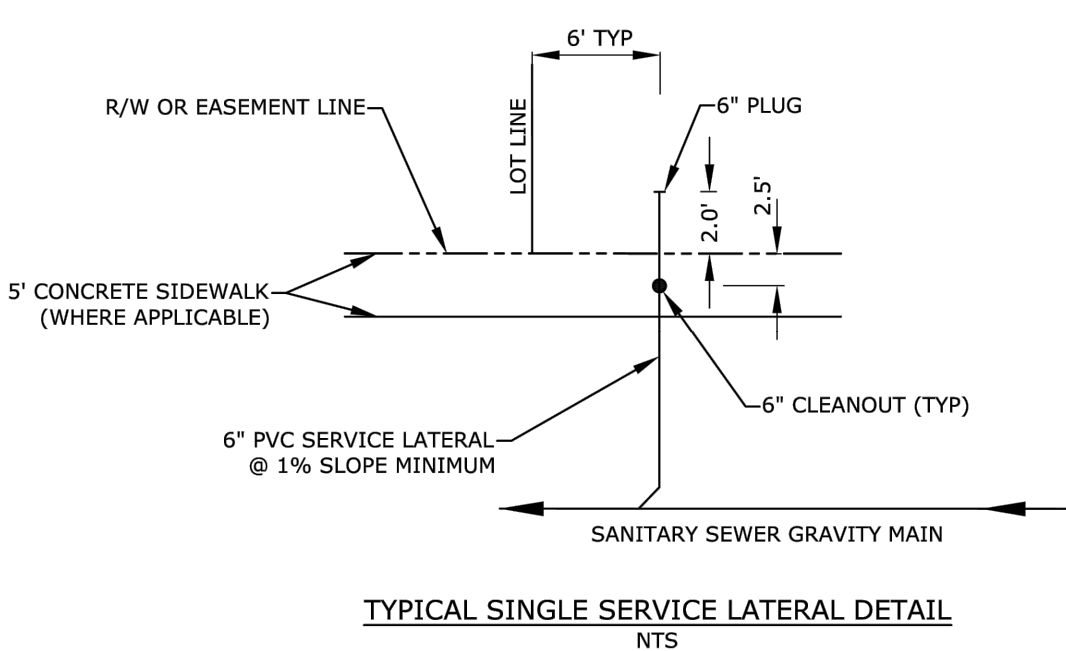 6' TYP
R/W OR EASEMENT LINE
LOT LINE
6" PLUG
2.0'
2.5'
5' CONCRETE SIDEWALK
(WHERE APPLICABLE)
6" CLEANOUT (TYP)
6" PVC SERVICE LATERAL
@ 1% SLOPE MINIMUM
SANITARY SEWER GRAVITY MAIN
TYPICAL SINGLE SERVICE LATERAL DETAIL
NTS